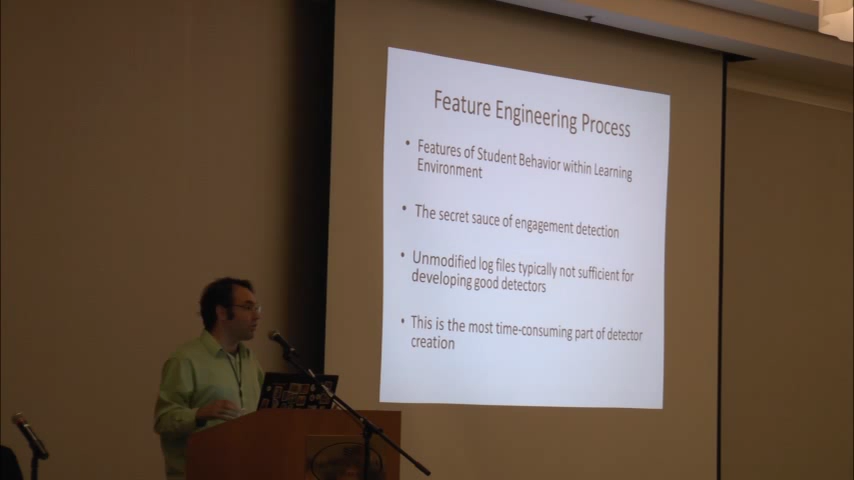 Feature Engineering Process
• Features of Student Behavior within Learning
Environment
• The secret sauce of engagement detection
• Unmodified log files typically not sufficient for
developing good detectors
• This is the most time-consuming part of detector
creation